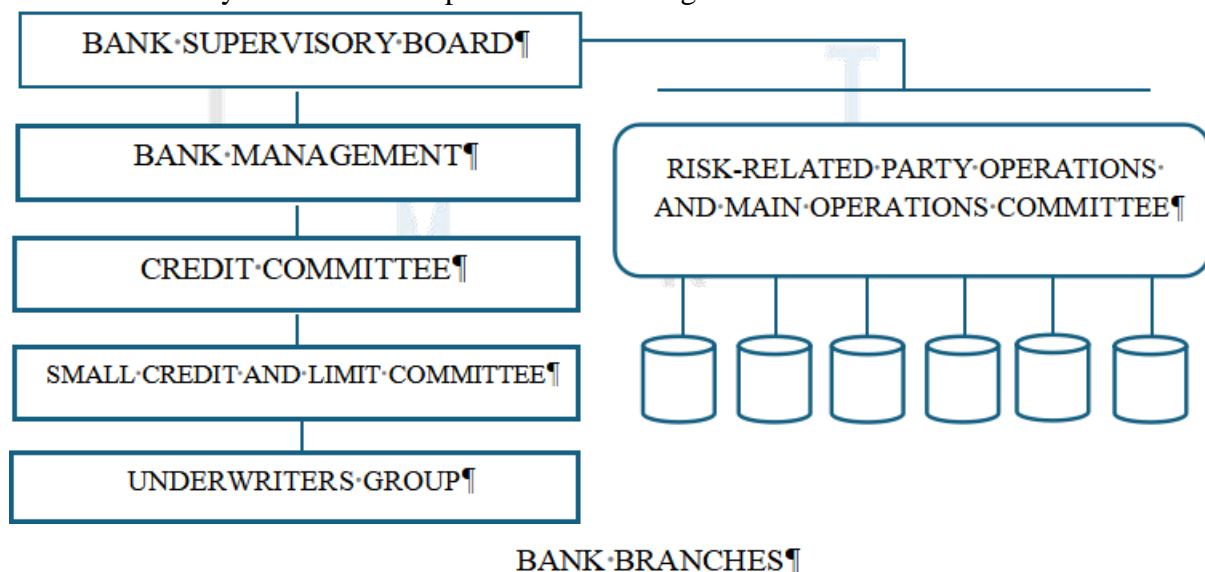 BANK·SUPERVISORY·BOARD¶
BANK·MANAGEMENT¶
CREDIT·COMMITTEE¶
SMALL·CREDIT·AND·LIMIT·COMMITTEE¶
UNDERWRITERS·GROUP¶
RISK-RELATED·PARTY·OPERATIONS·
AND·MAIN·OPERATIONS·COMMITTEE¶
BANK·BRANCHES¶